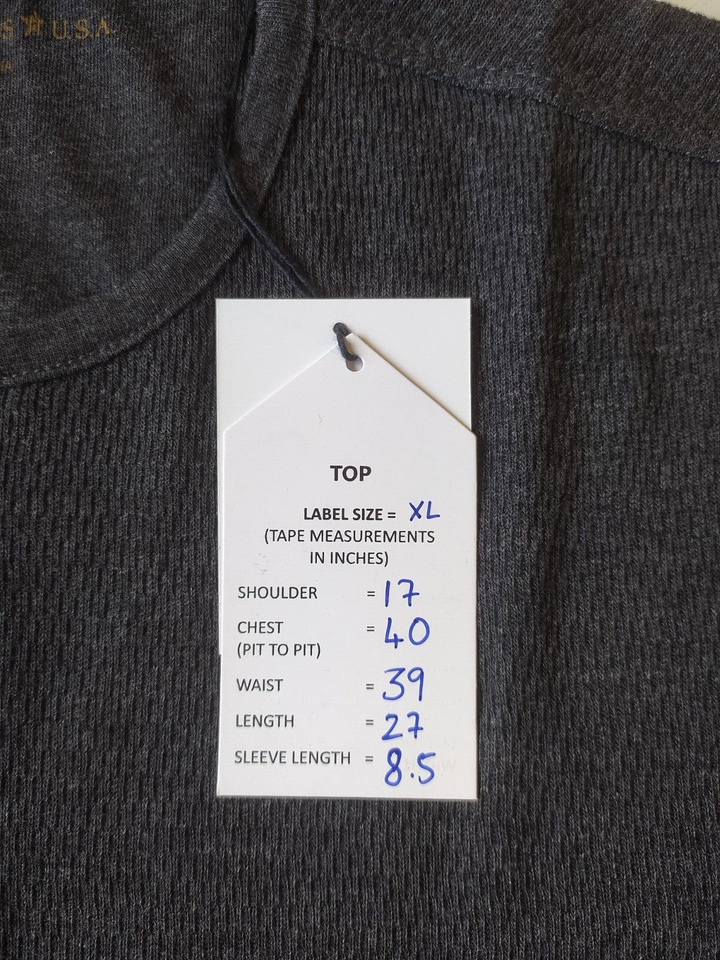 S★U.S.A
TOP
LABEL SIZE = XL
(TAPE MEASUREMENTS
IN INCHES)
SHOULDER = 17
CHEST = 40
(PIT TO PIT)
WAIST = 39
LENGTH = 27
SLEEVE LENGTH = 8.5